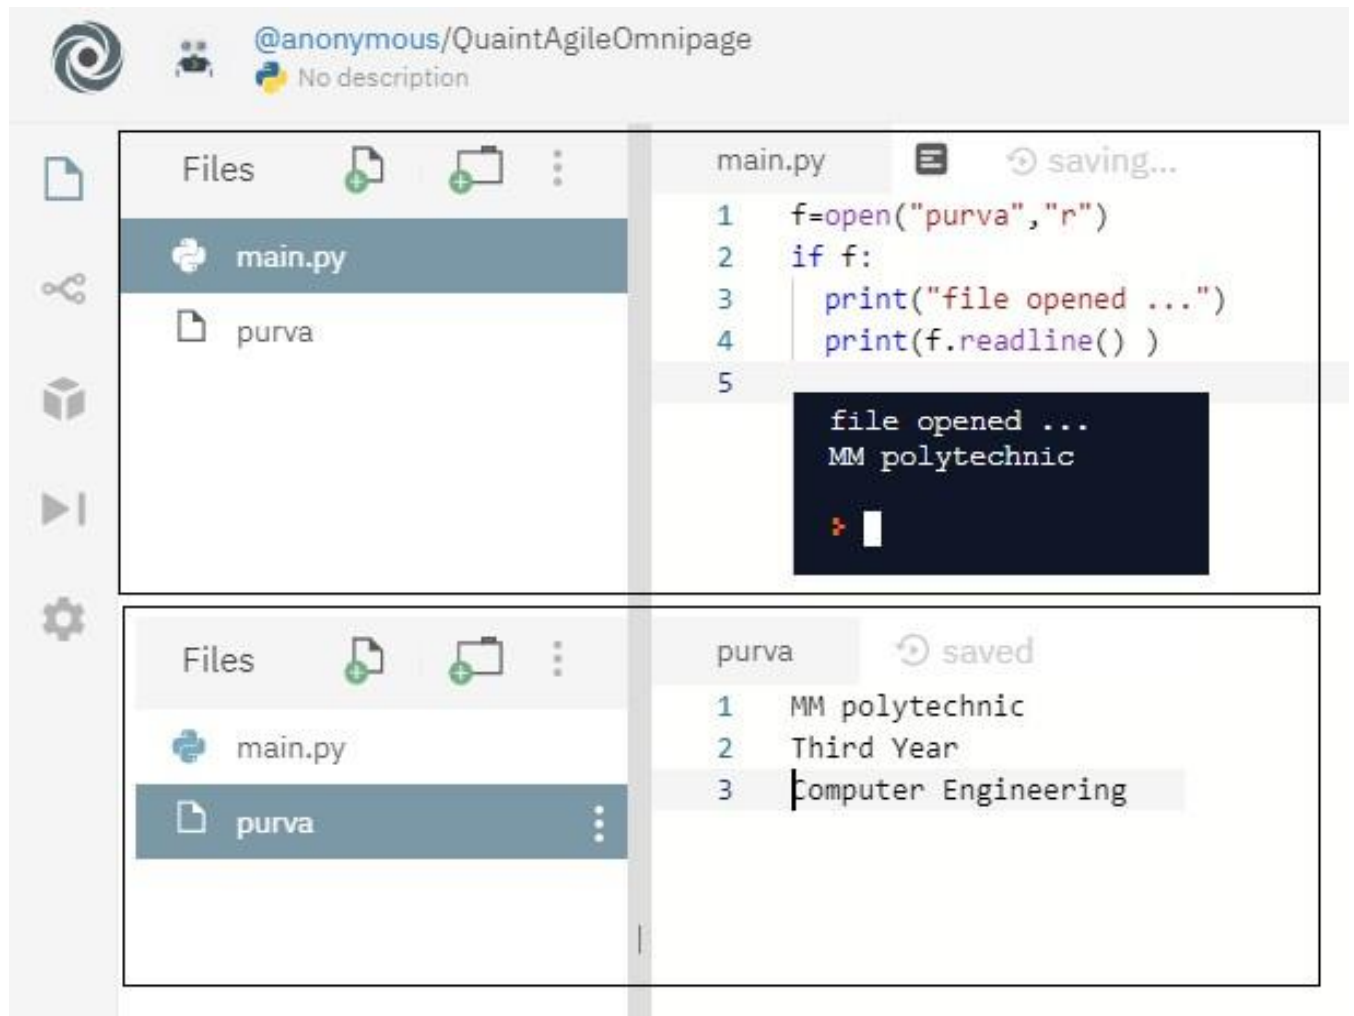 @anonymous/QuaintAgileOmnipage
No description
Files
main.py
purva
main.py saving...
1 f=open("purva","r")
2 if f:
3 print("file opened ...")
4 print(f.readline() )
5
file opened ...
MM polytechnic
Files
main.py
purva
purva saved
1 MM polytechnic
2 Third Year
3 Computer Engineering